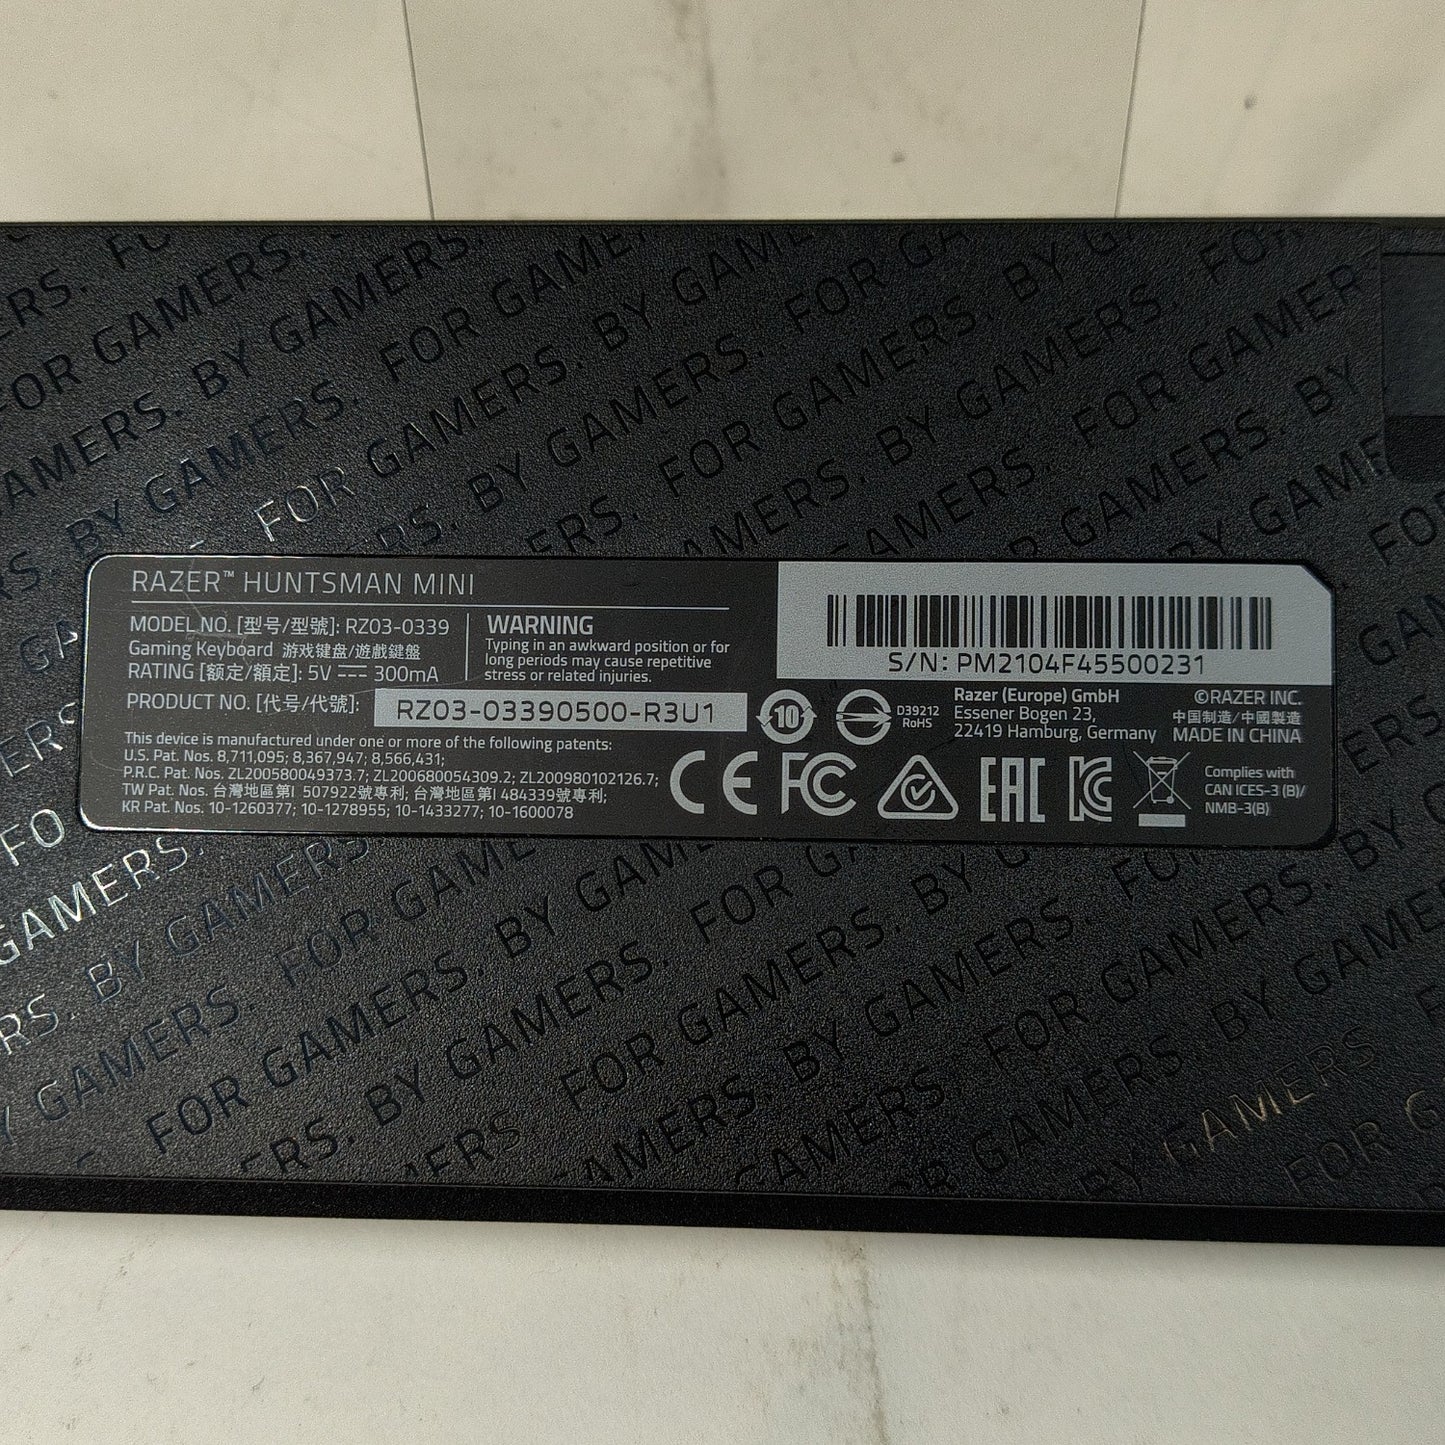 RAZER™ HUNTSMAN MINI
MODEL NO. [型号/型號]: RZ03-0339
Gaming Keyboard 游戏键盘/遊戲鍵盤
RATING [额定/額定]: 5V ⎓ 300mA
WARNING
Typing in an awkward position or for
long periods may cause repetitive
stress or related injuries.
PRODUCT NO. [代号/代號]: RZ03-03390500-R3U1
This device is manufactured under one or more of the following patents:
U.S. Pat. Nos. 8,711,095; 8,367,947; 8,566,431;
P.R.C. Pat. Nos. ZL200580049373.7; ZL200680054309.2; ZL200980102126.7;
TW Pat. Nos. 台灣地區第I 507922號專利; 台灣地區第I 484339號專利;
KR Pat. Nos. 10-1260377; 10-1278955; 10-1433277; 10-1600078
S/N: PM2104F45500231
10
D39212
RoHS
Razer (Europe) GmbH
Essener Bogen 23,
22419 Hamburg, Germany
©RAZER INC.
中国制造/中國製造
MADE IN CHINA
CE FC EAC KC
Complies with
CAN ICES-3 (B)/
NMB-3(B)
FOR GAMERS. BY GAMERS.